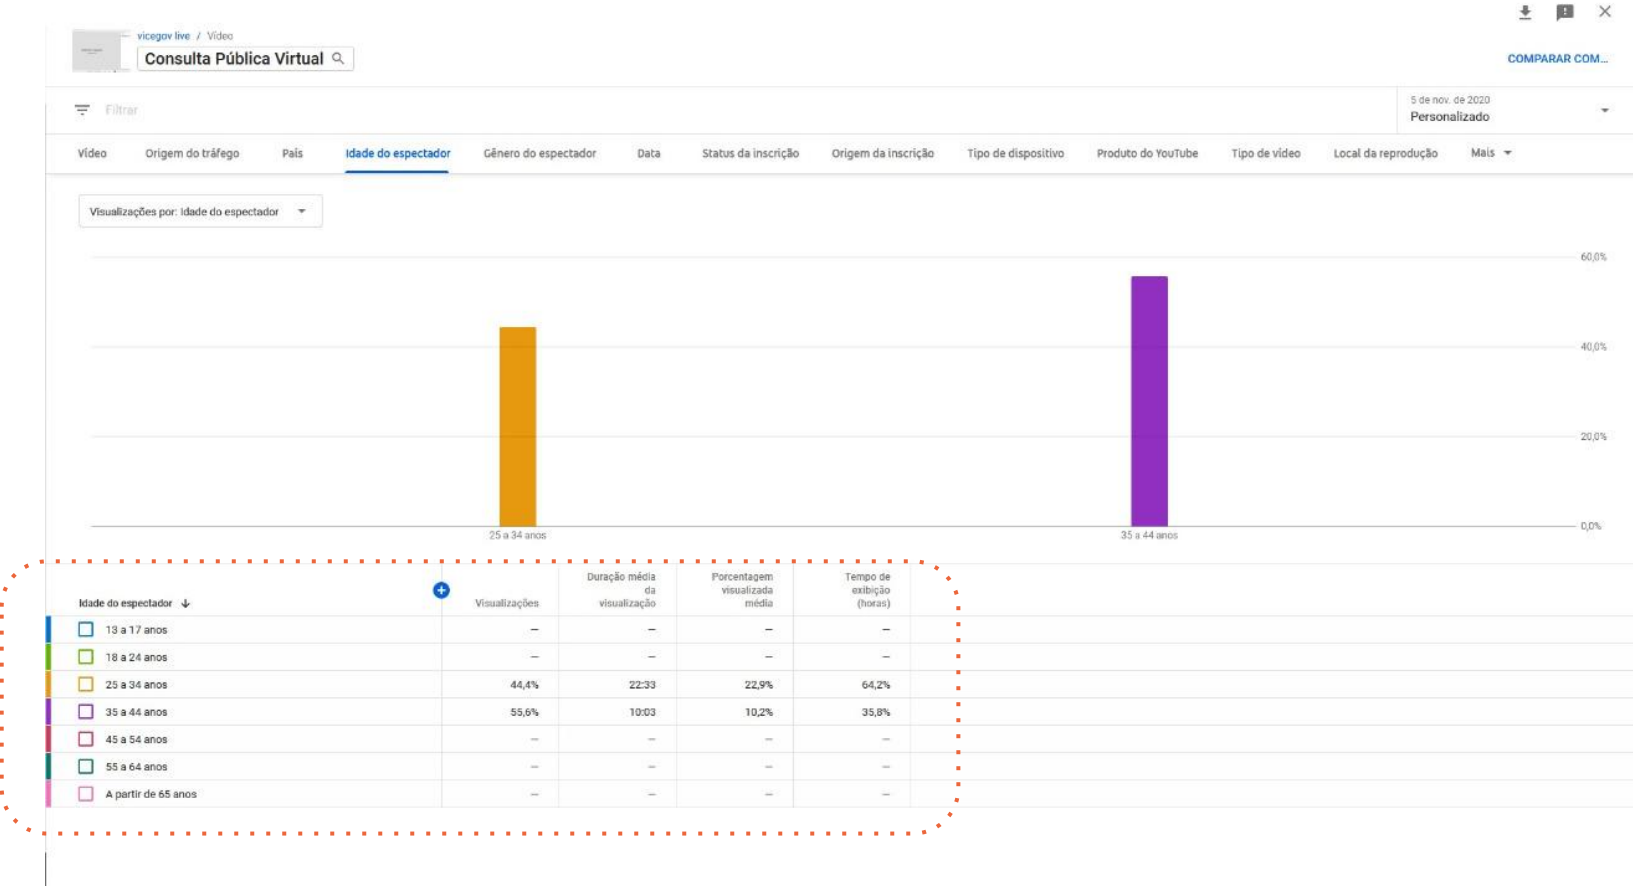 vicegov live / Vídeo
Consulta Pública Virtual
COMPARAR COM...
Filtrar
5 de nov. de 2020
Personalizado
Vídeo Origem do tráfego País Idade do espectador Gênero do espectador Data Status da inscrição Origem da inscrição Tipo de dispositivo Produto do YouTube Tipo de vídeo Local da reprodução Mais
Visualizações por: Idade do espectador
60,0%
40,0%
20,0%
0,0%
25 a 34 anos 35 a 44 anos
Idade do espectador Visualizações Duração média da visualização Porcentagem visualizada média Tempo de exibição (horas)
13 a 17 anos — — — —
18 a 24 anos — — — —
25 a 34 anos 44,4% 22:33 22,9% 64,2%
35 a 44 anos 55,6% 10:03 10,2% 35,8%
45 a 54 anos — — — —
55 a 64 anos — — — —
A partir de 65 anos — — — —